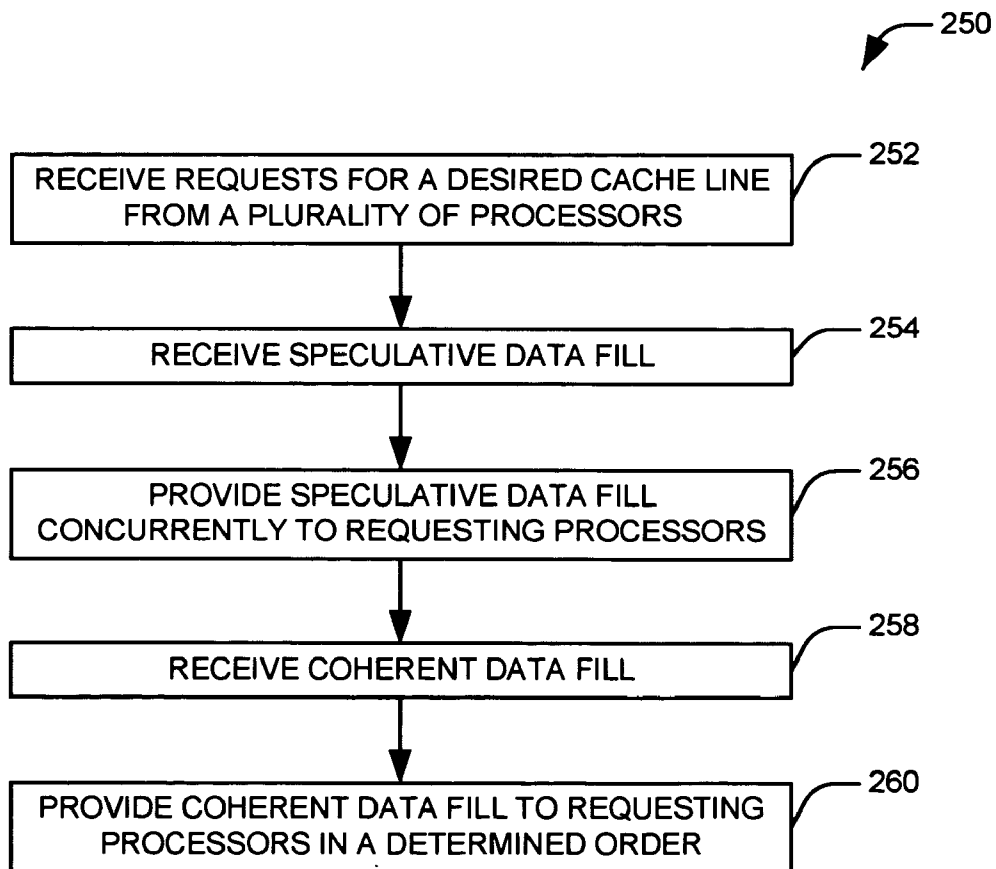 250
RECEIVE REQUESTS FOR A DESIRED CACHE LINE
FROM A PLURALITY OF PROCESSORS
252
RECEIVE SPECULATIVE DATA FILL
254
PROVIDE SPECULATIVE DATA FILL
CONCURRENTLY TO REQUESTING PROCESSORS
256
RECEIVE COHERENT DATA FILL
258
PROVIDE COHERENT DATA FILL TO REQUESTING
PROCESSORS IN A DETERMINED ORDER
260